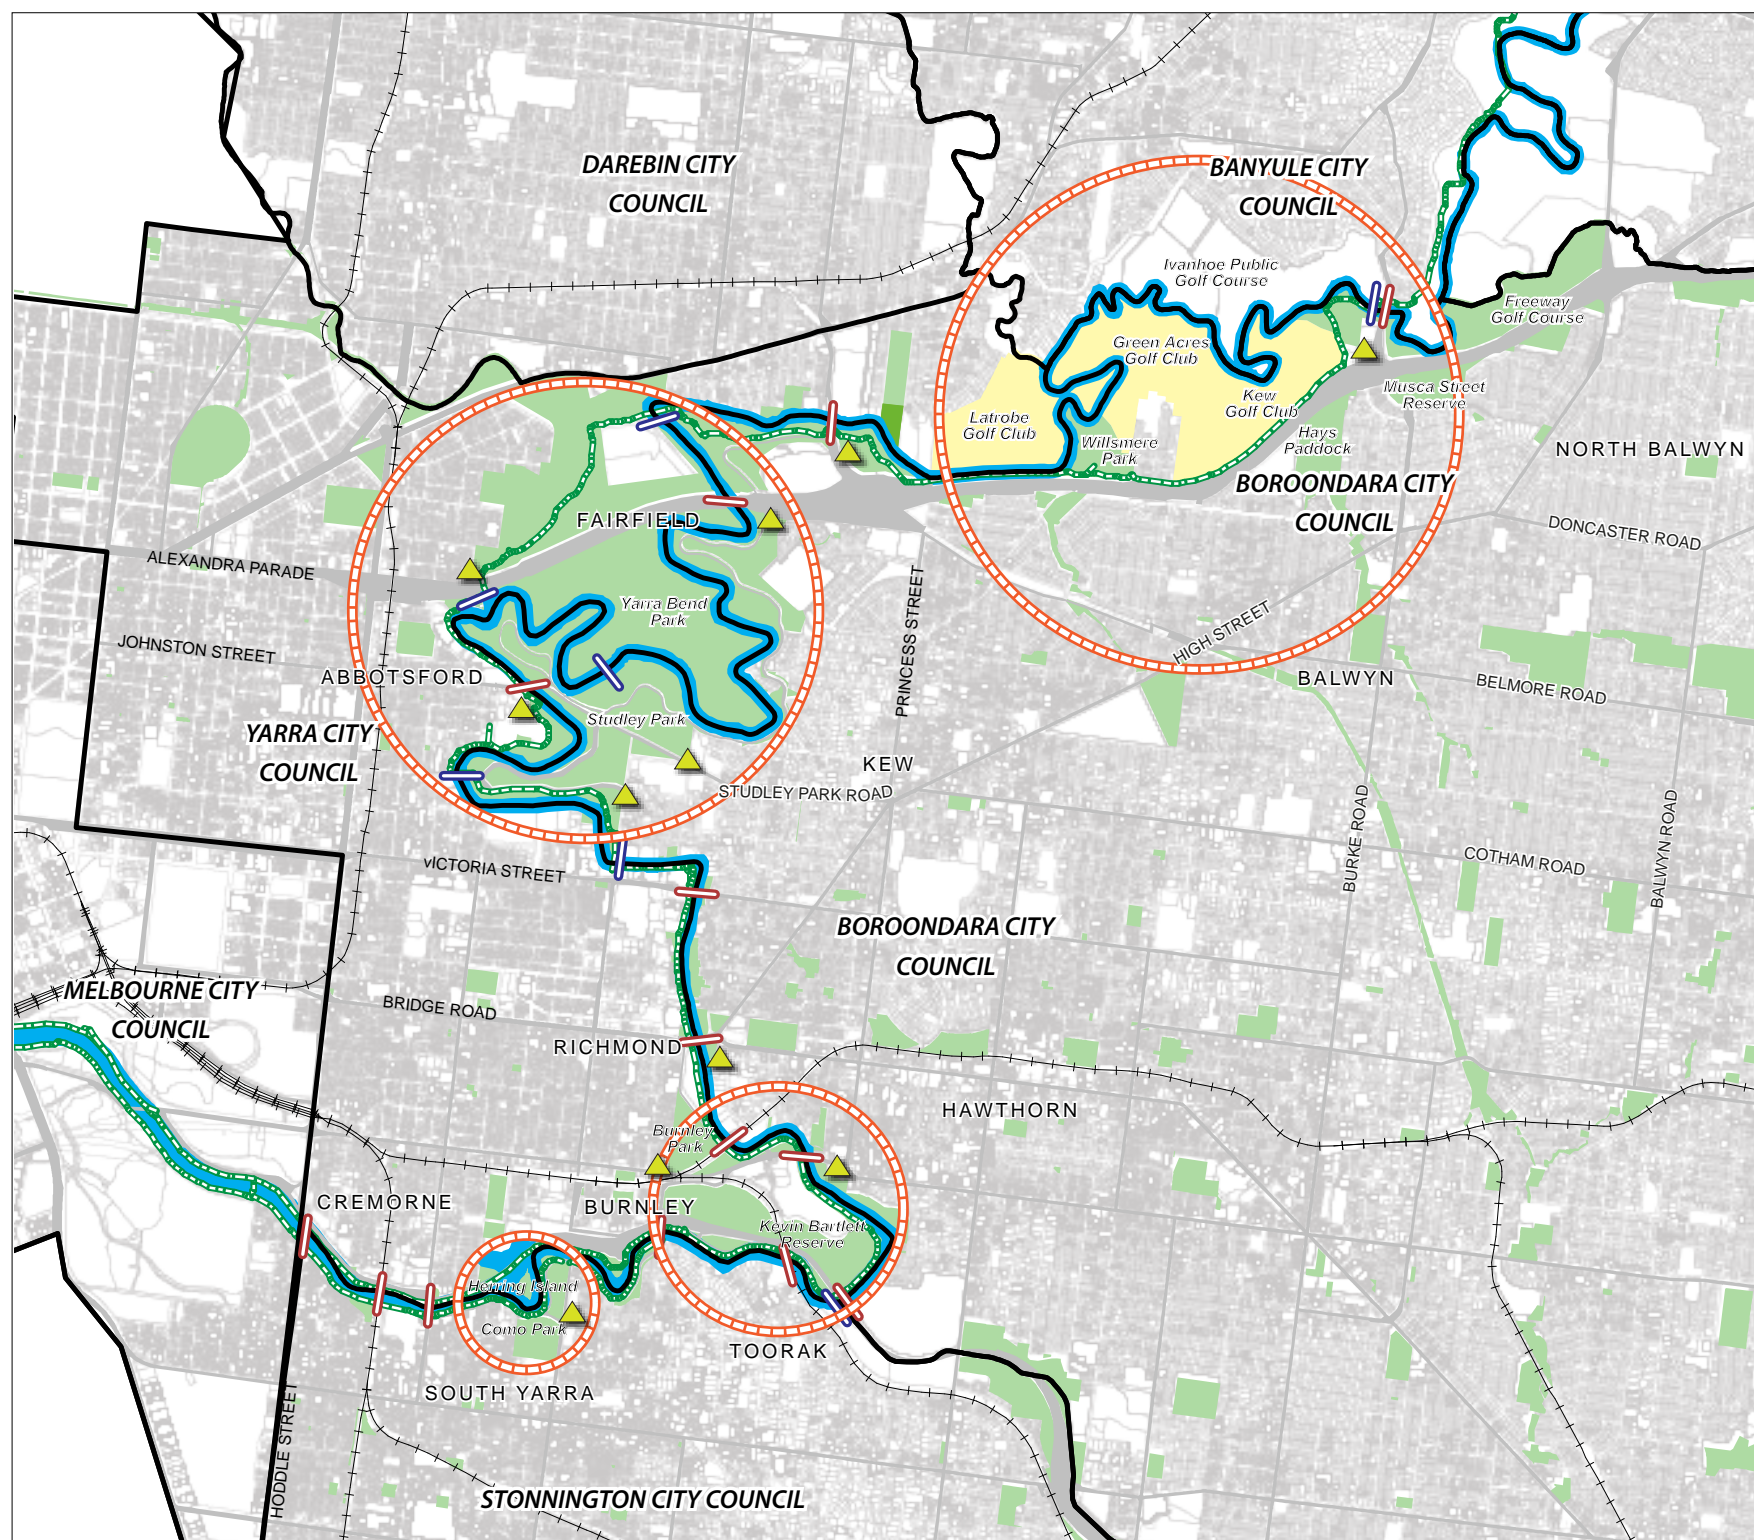 DAREBIN CITY
COUNCIL
BANYULE CITY
COUNCIL
Ivanhoe Public
Golf Course
Freeway
Golf Course
Green Acres
Golf Club
Musca Street
Reserve
Kew
Golf Club
Latrobe
Golf Club
Willsmere
Park
Hays
Paddock
NORTH BALWYN
BOROONDARA CITY
COUNCIL
FAIRFIELD
DONCASTER ROAD
ALEXANDRA PARADE
PRINCESS STREET
Yarra Bend
Park
HIGH STREET
JOHNSTON STREET
ABBOTSFORD
BALWYN
BELMORE ROAD
Studley Park
YARRA CITY
COUNCIL
KEW
STUDLEY PARK ROAD
BURKE ROAD
BALWYN ROAD
vICTORIA STREET
COTHAM ROAD
BOROONDARA CITY
COUNCIL
MELBOURNE CITY
COUNCIL
BRIDGE ROAD
RICHMOND
HAWTHORN
Burnley
Park
CREMORNE
BURNLEY
Kevin Bartlett
Reserve
Herring Island
Como Park
TOORAK
SOUTH YARRA
HODDLE STREET
STONNINGTON CITY COUNCIL